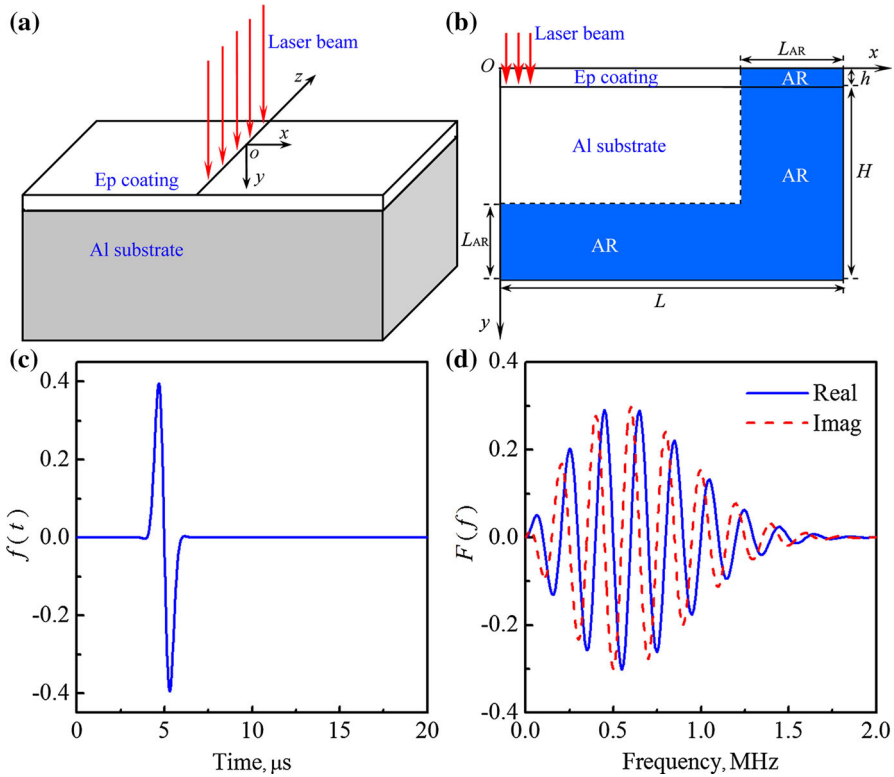 (a)
Laser beam
z
x
o
y
Ep coating
Al substrate
(b)
Laser beam
LAR
x
O
Ep coating
AR
h
Al substrate
AR
H
LAR
AR
L
y
(c)
0.4
0.2
0.0
-0.2
-0.4
f(t)
0 5 10 15 20
Time, μs
(d)
0.4
0.2
0.0
-0.2
-0.4
F(f)
Real
Imag
0.0 0.5 1.0 1.5 2.0
Frequency, MHz